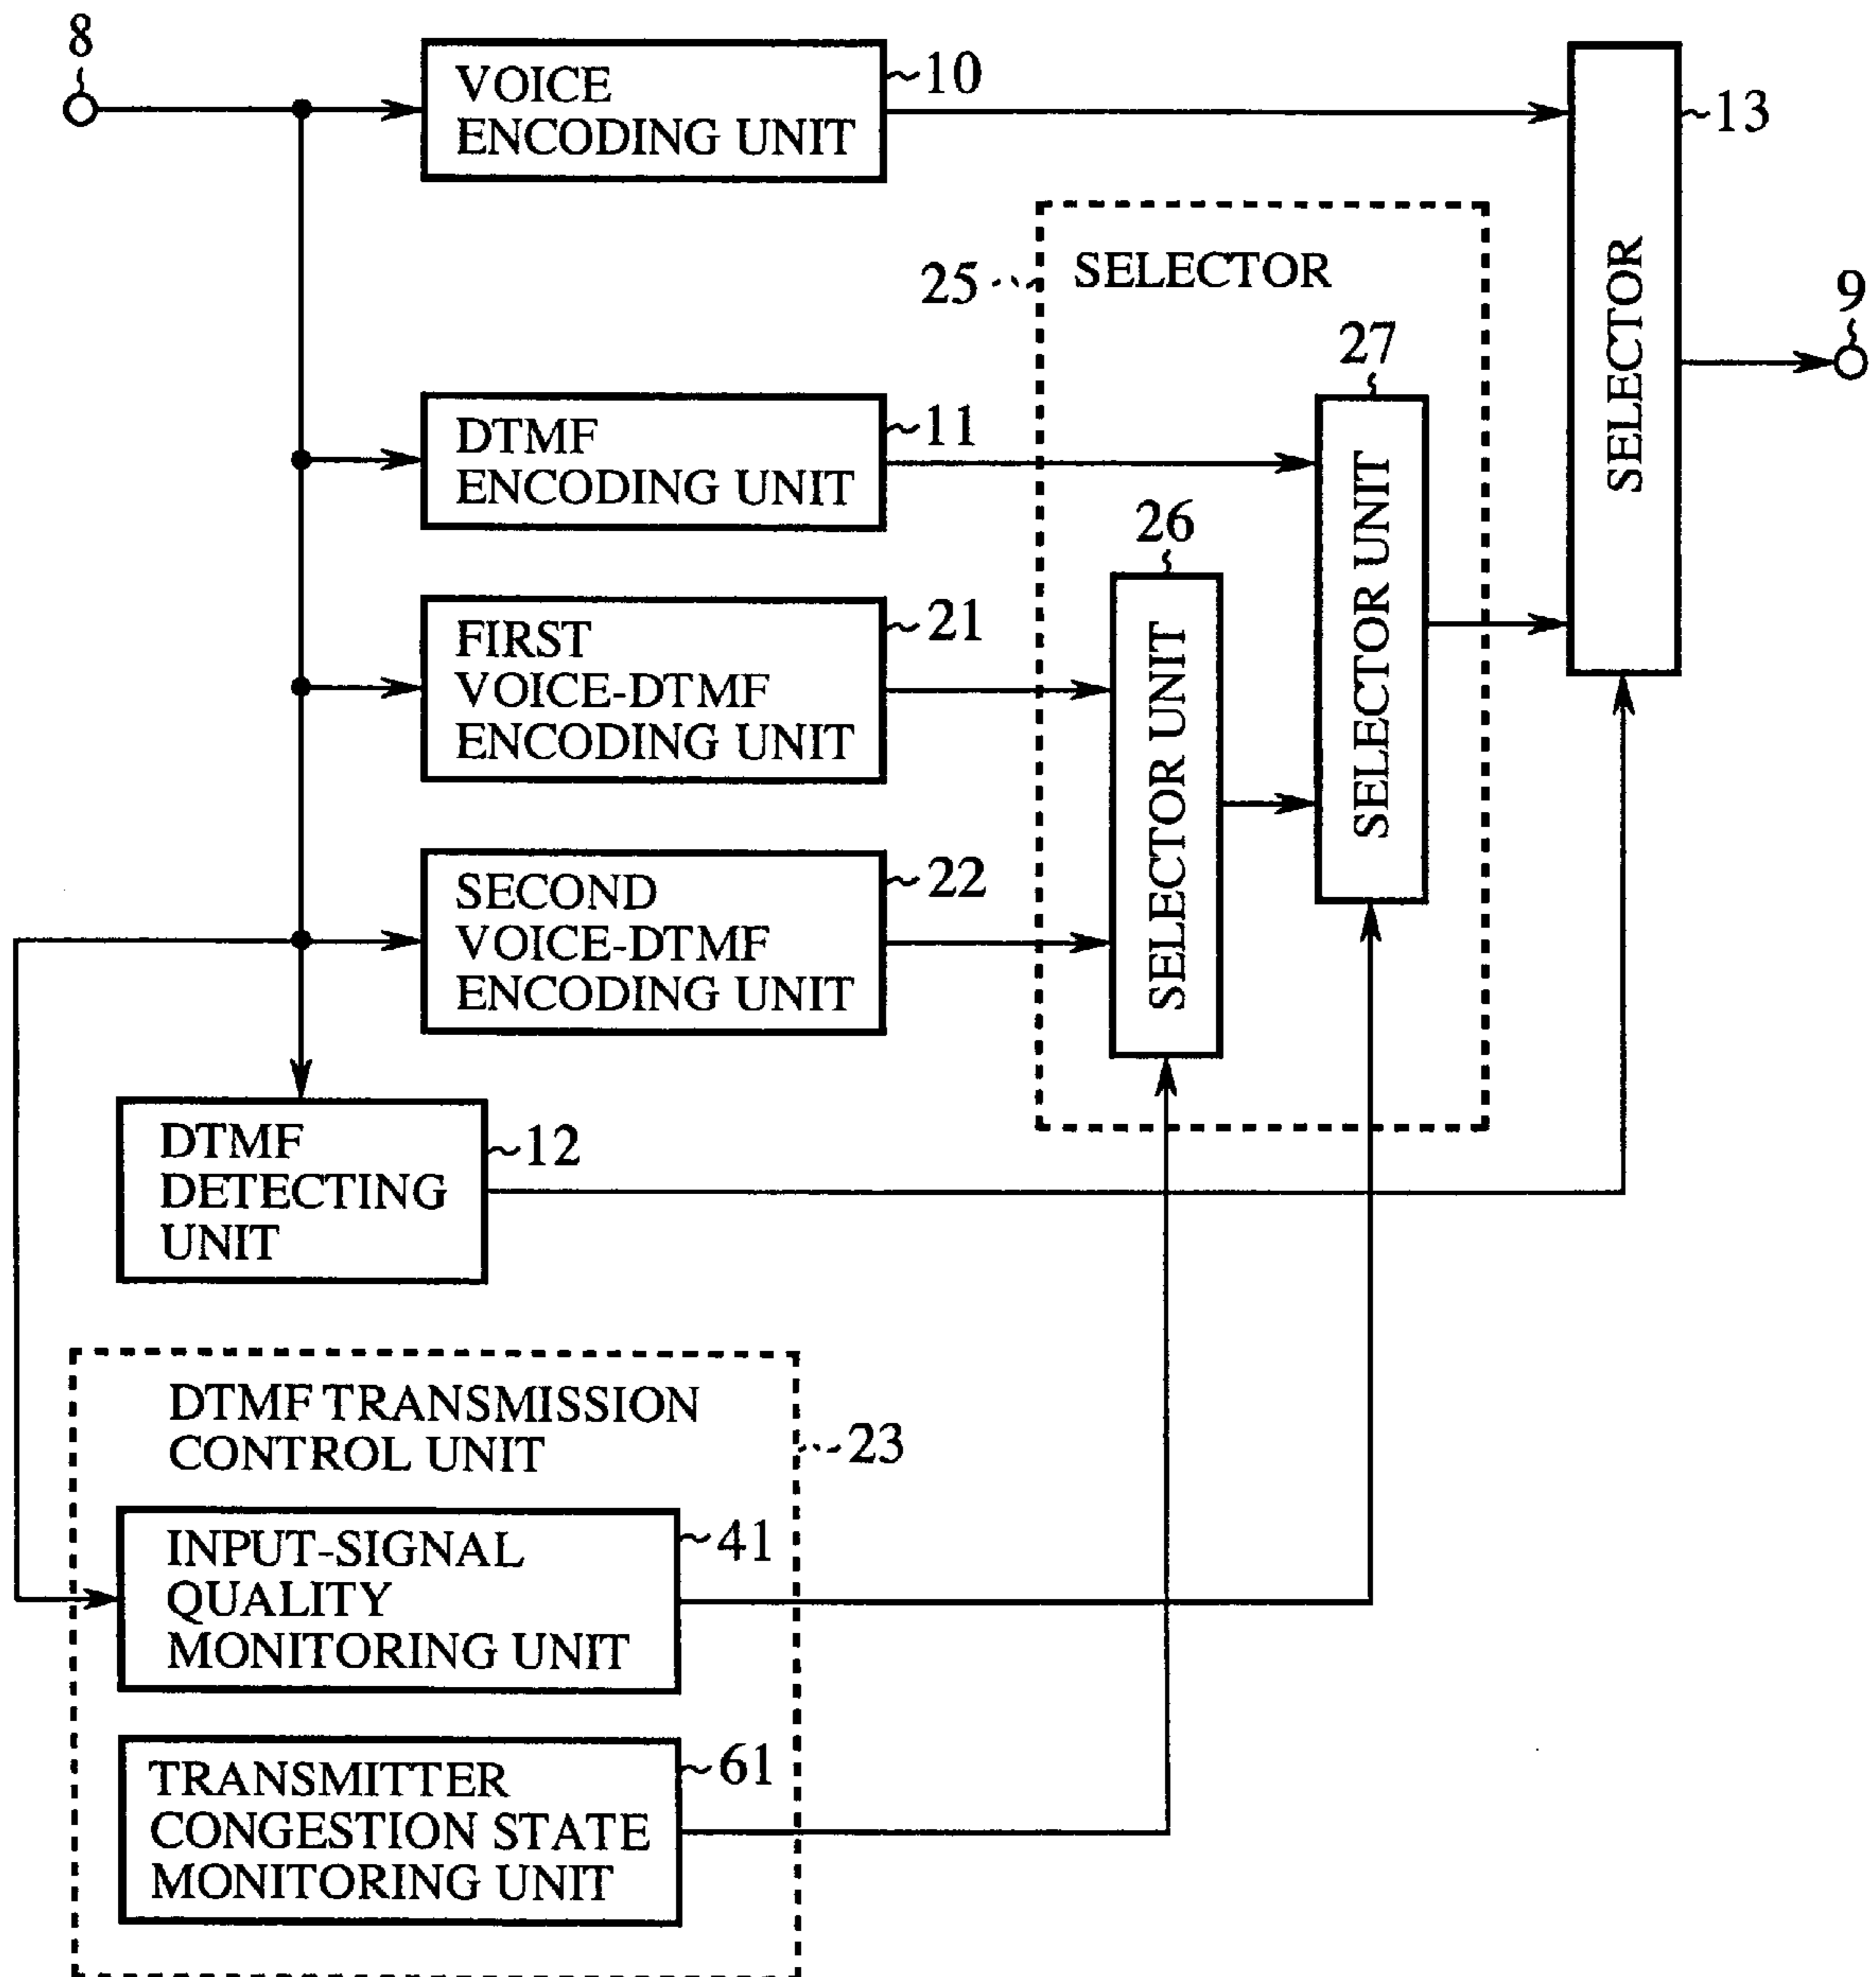 8
VOICE
ENCODING UNIT
10
13
SELECTOR
9
25
SELECTOR
27
SELECTOR UNIT
DTMF
ENCODING UNIT
11
26
SELECTOR UNIT
FIRST
VOICE-DTMF
ENCODING UNIT
21
SECOND
VOICE-DTMF
ENCODING UNIT
22
DTMF
DETECTING
UNIT
12
DTMF TRANSMISSION
CONTROL UNIT
23
INPUT-SIGNAL
QUALITY
MONITORING UNIT
41
TRANSMITTER
CONGESTION STATE
MONITORING UNIT
61